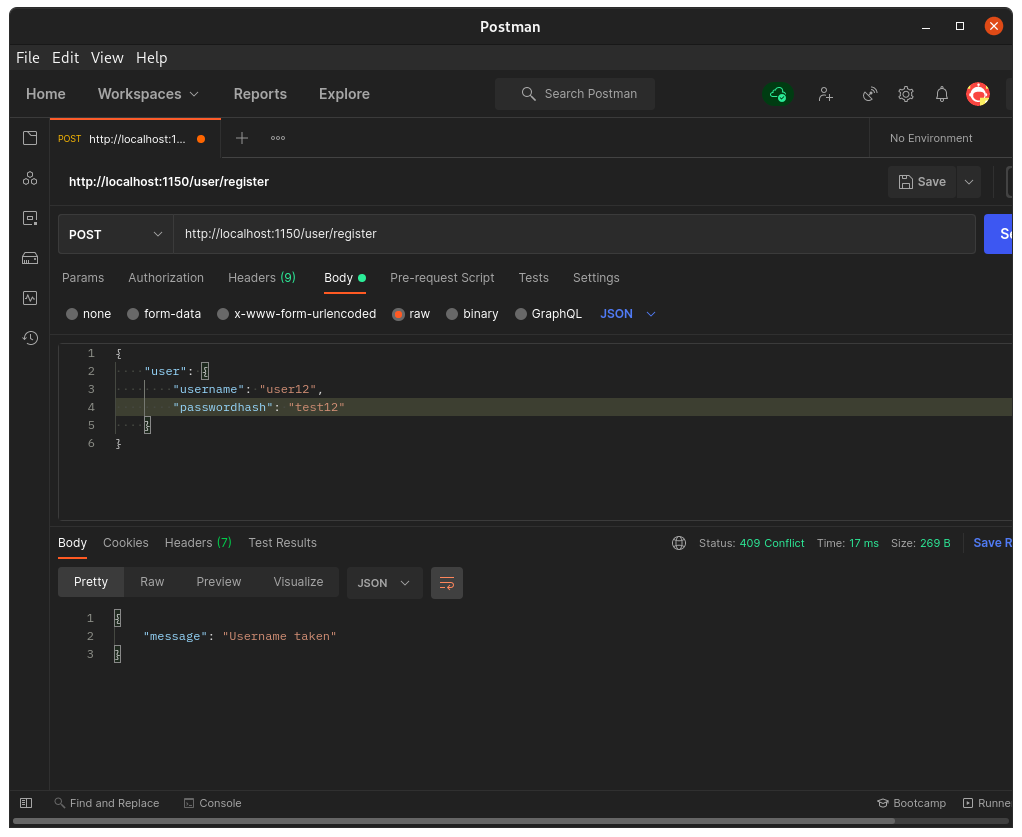 Postman
File Edit View Help
Home Workspaces Reports Explore Search Postman
POST http://localhost:1... No Environment
http://localhost:1150/user/register Save
POST http://localhost:1150/user/register Se
Params Authorization Headers (9) Body Pre-request Script Tests Settings
none form-data x-www-form-urlencoded raw binary GraphQL JSON
1 {
2 "user": {
3 "username": "user12",
4 "passwordhash": "test12"
5 }
6 }
Body Cookies Headers (7) Test Results Status: 409 Conflict Time: 17 ms Size: 269 B Save R
Pretty Raw Preview Visualize JSON
1 {
2 "message": "Username taken"
3 }
Find and Replace Console Bootcamp Runne